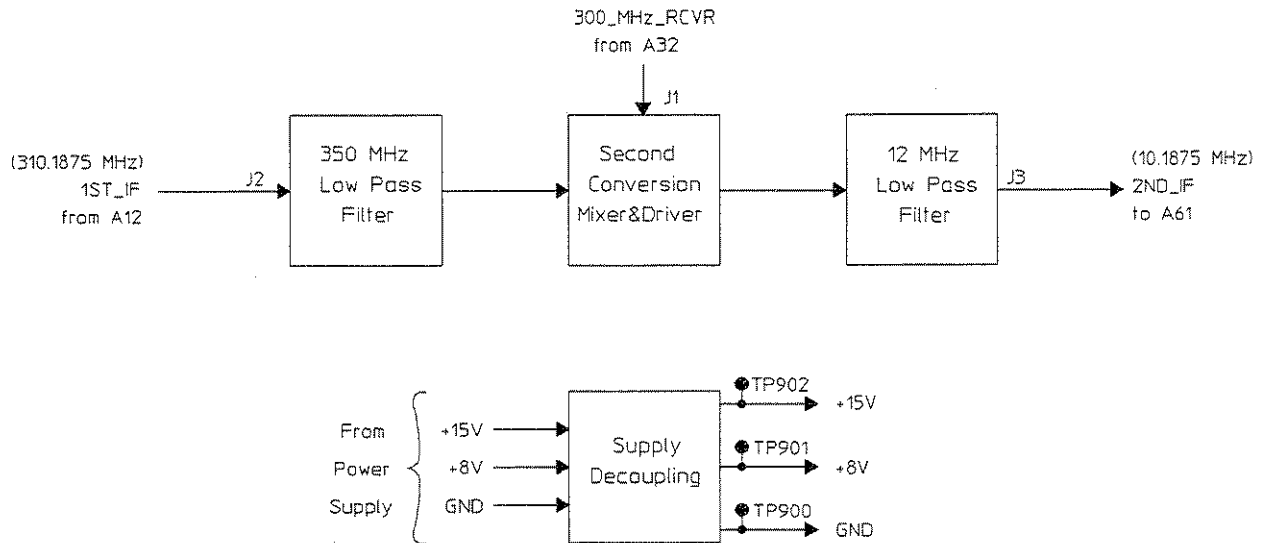 300_MHz_RCVR
from A32
J1
(310.1875 MHz)
1ST_IF
from A12
J2
350 MHz
Low Pass
Filter
Second
Conversion
Mixer&Driver
12 MHz
Low Pass
Filter
J3
(10.1875 MHz)
2ND_IF
to A61
From
Power
Supply
+15V
+8V
GND
Supply
Decoupling
TP902
+15V
TP901
+8V
TP900
GND